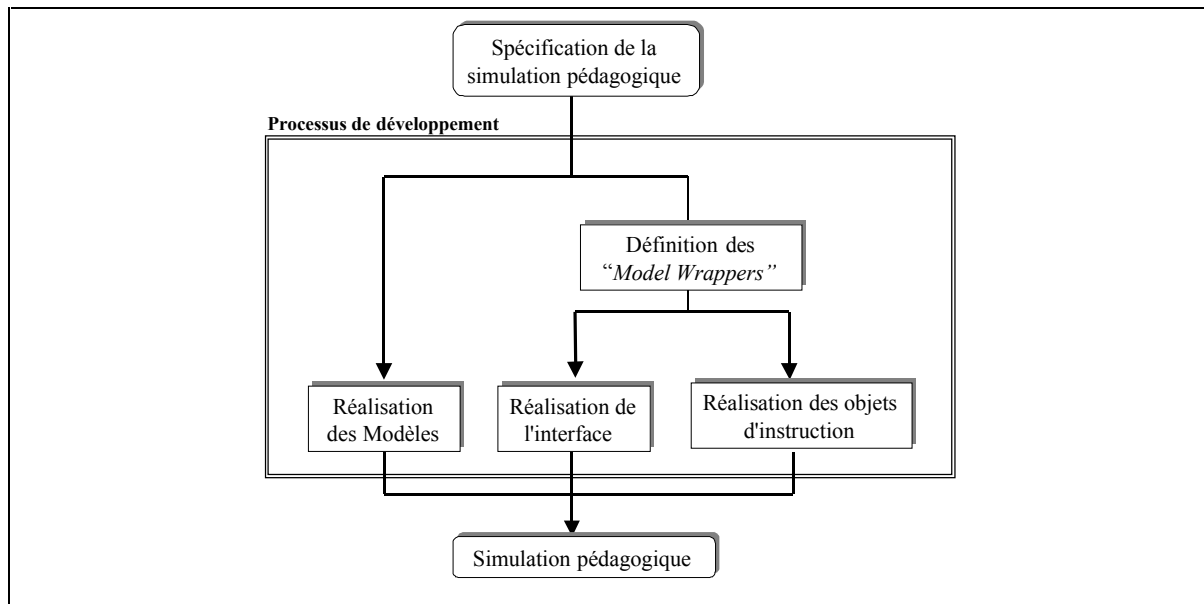 Spécification de la
simulation pédagogique
Processus de développement
Définition des
“Model Wrappers”
Réalisation
des Modèles
Réalisation de
l'interface
Réalisation des objets
d'instruction
Simulation pédagogique